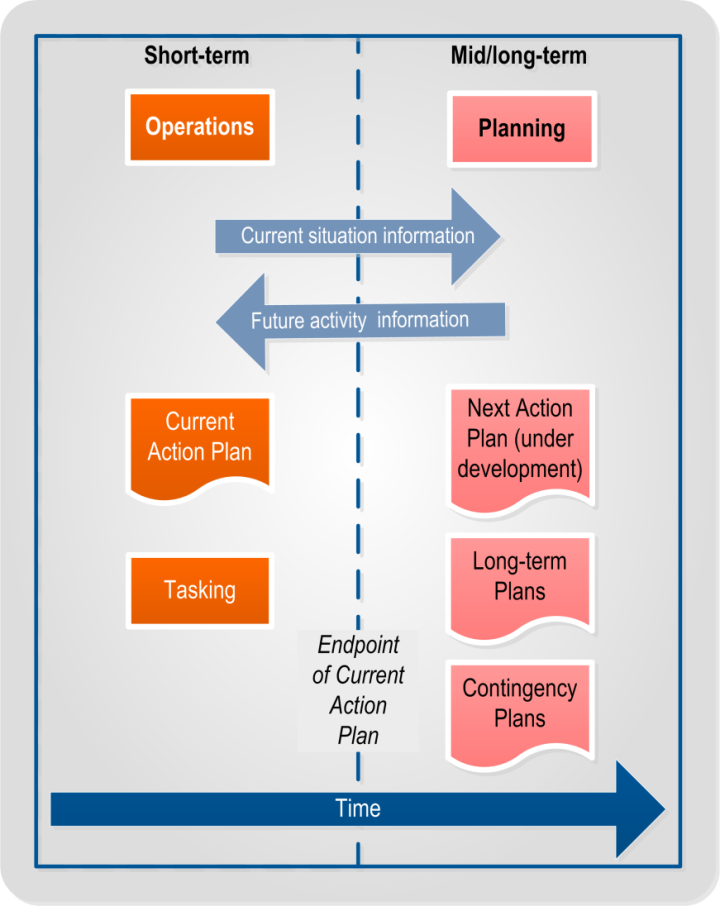 Short-term
Mid/long-term
Operations
Planning
Current situation information
Future activity information
Current
Action Plan
Next Action
Plan (under
development)
Tasking
Long-term
Plans
Endpoint
of Current
Action
Plan
Contingency
Plans
Time